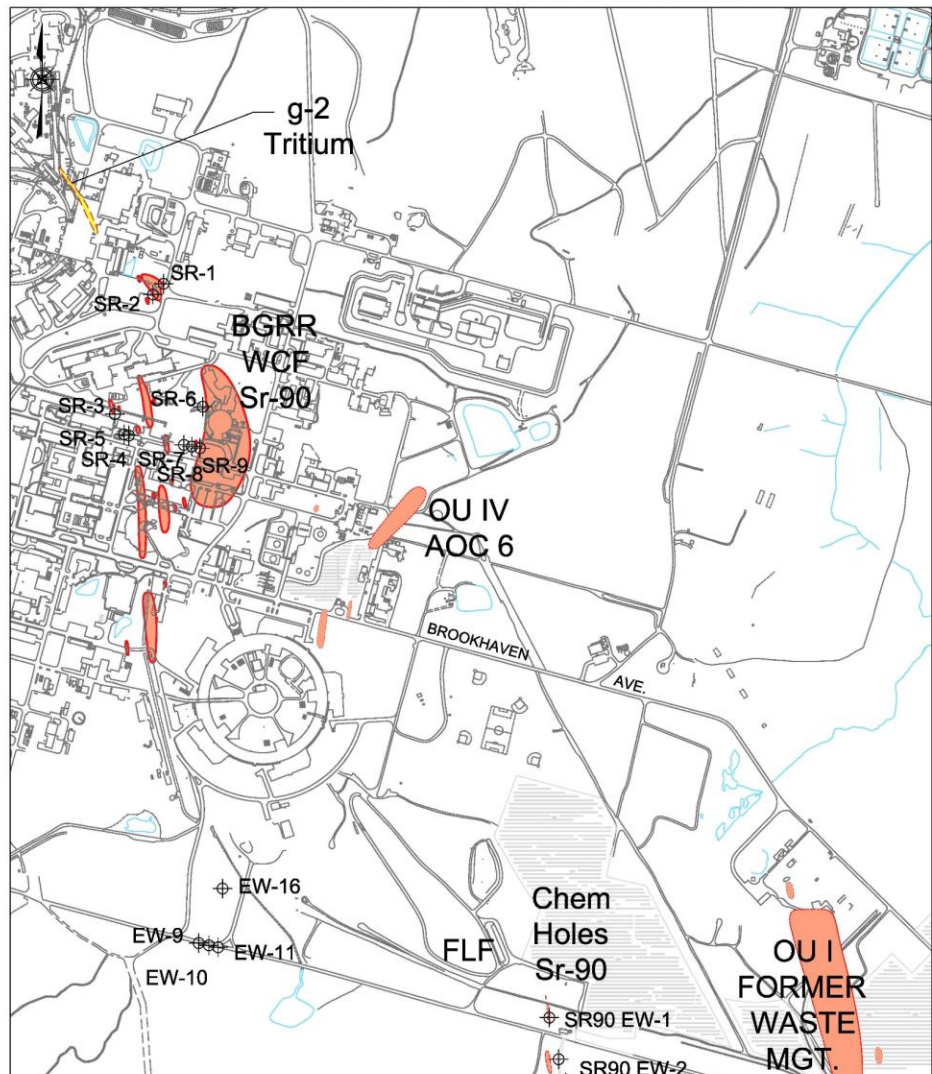 g-2
Tritium
SR-1
SR-2
BGRR
WCF
Sr-90
SR-6
SR-3
SR-5
SR-4
SR-7
SR-9
SR-8
OU IV
AOC 6
BROOKHAVEN
AVE.
EW-16
EW-9
EW-11
EW-10
FLF
Chem
Holes
Sr-90
OU I
FORMER
WASTE
MGT.
SR90 EW-1
SR90 EW-2